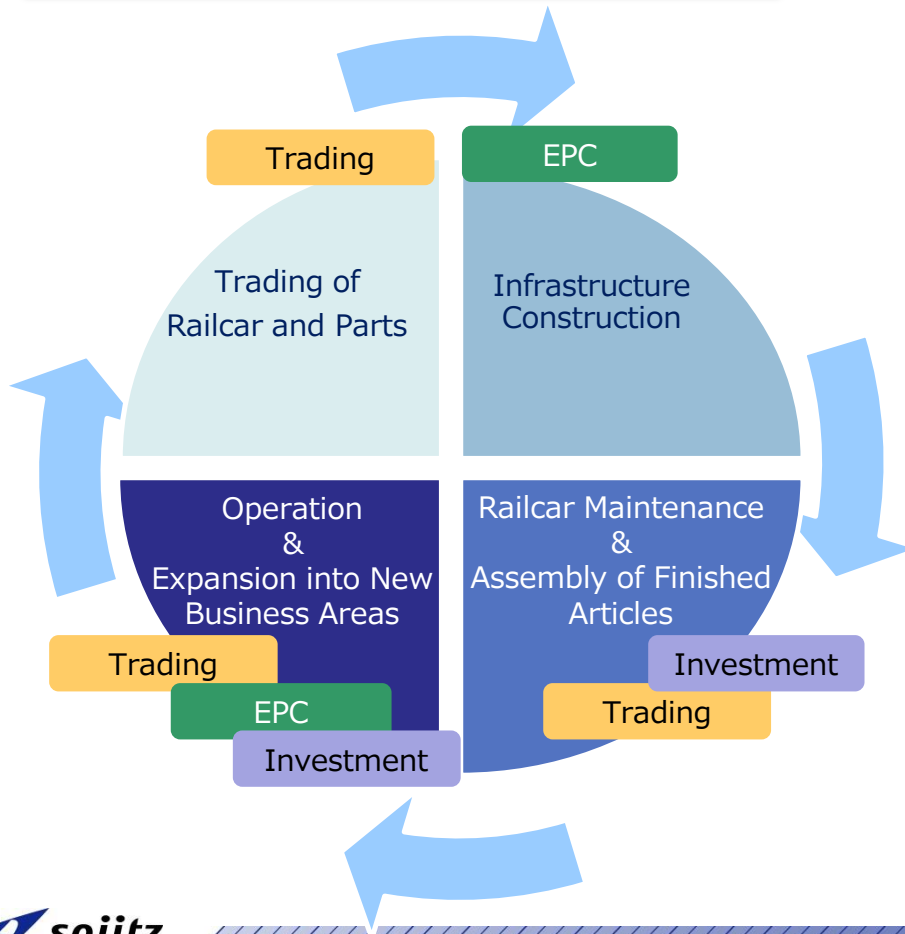 Trading
EPC
Trading of
Railcar and Parts
Infrastructure
Construction
Operation
&
Expansion into New
Business Areas
Railcar Maintenance
&
Assembly of Finished
Articles
Trading
EPC
Investment
Investment
Trading
sojitz